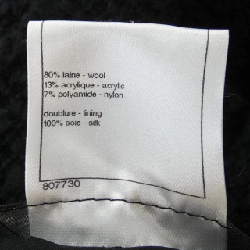 80% laine - wool
13% acrylique - acrylic
7% polyamide - nylon
doublure - lining
100% soie - silk
807730